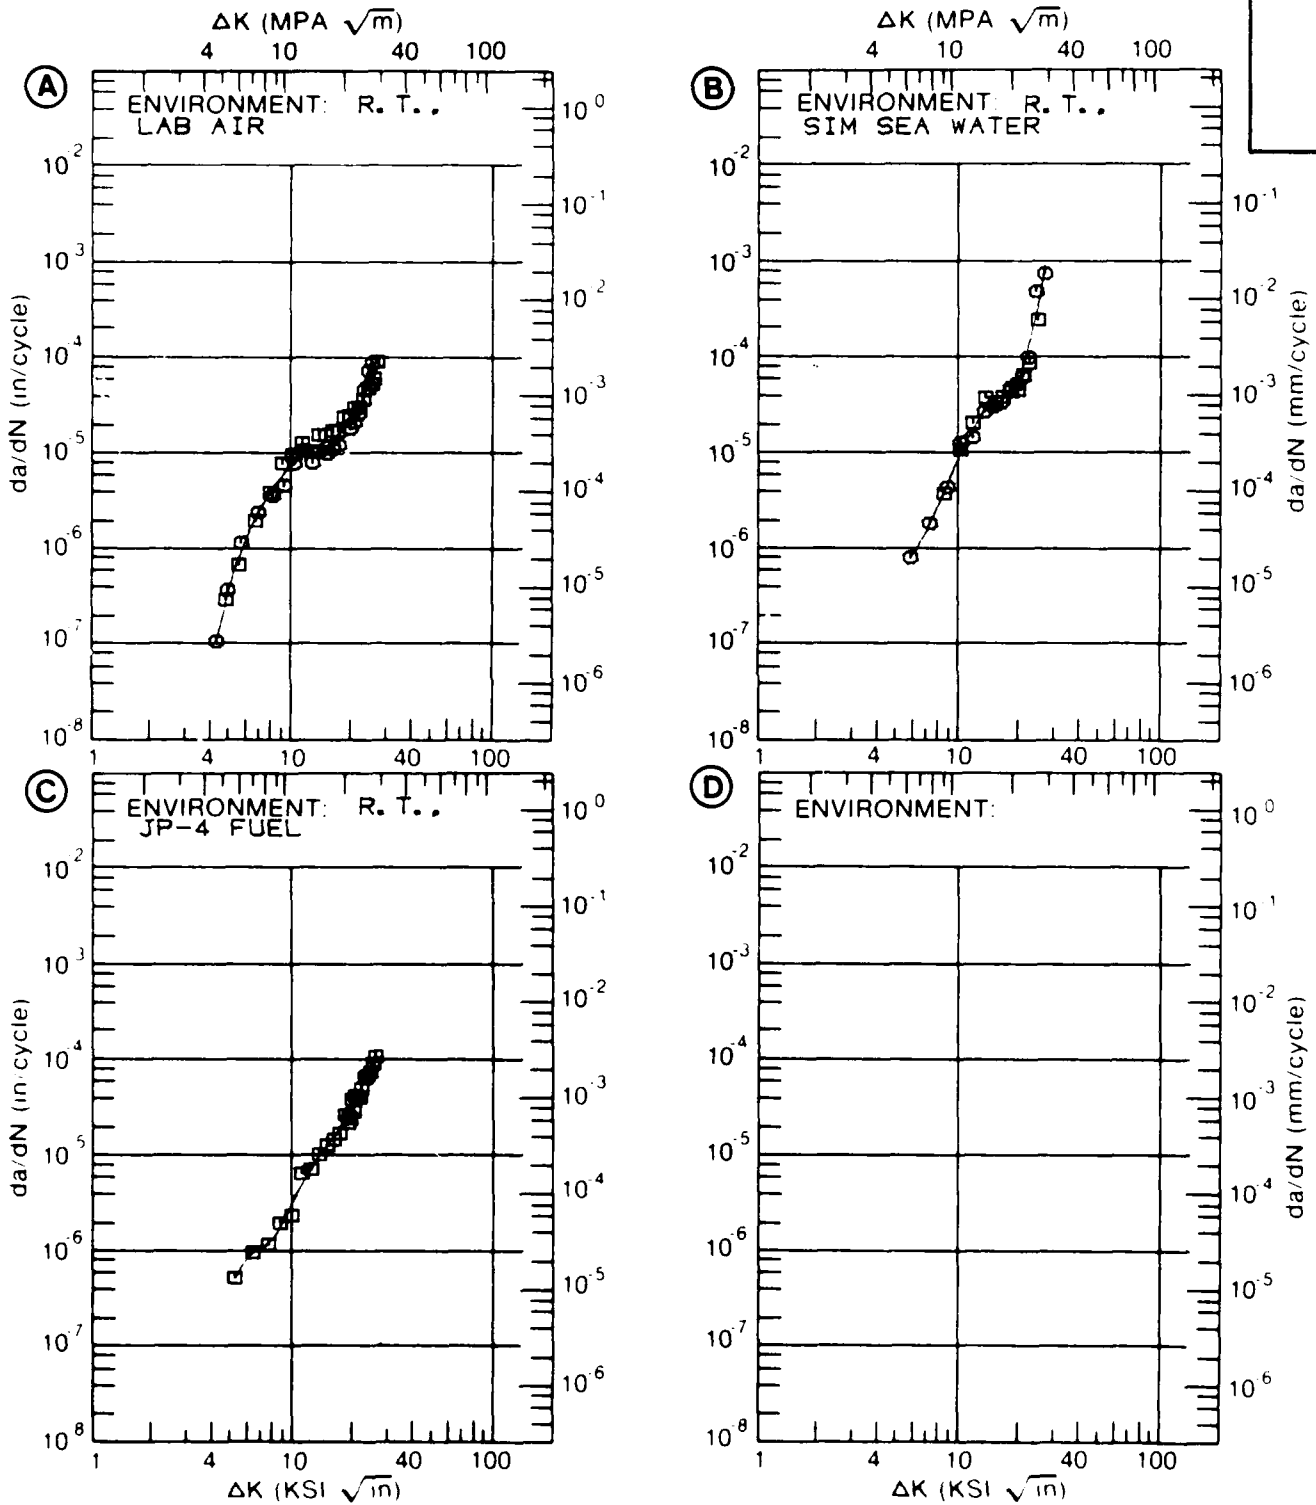 ΔK (MPA √m)
4 10 40 100
ΔK (MPA √m)
4 10 40 100
A
ENVIRONMENT: R. T. ,
LAB AIR
10^0
10^-1
10^-2
10^-3
10^-4
10^-5
10^-6
10^-2
10^3
10^-4
10^-5
10^-6
10^-7
10^-8
da/dN (in/cycle)
1 4 10 40 100
B
ENVIRONMENT: R. T. ,
SIM SEA WATER
10^-2
10^-3
10^-4
10^-5
10^-6
10^-7
10^-8
10^-1
10^-2
10^-3
10^-4
10^-5
10^-6
da/dN (mm/cycle)
1 4 10 40 100
C
ENVIRONMENT: R. T. ,
JP-4 FUEL
10^0
10^-1
10^-2
10^-3
10^-4
10^-5
10^-6
10^2
10^3
10^-4
10^-5
10^-6
10^-7
10^-8
da/dN (in/cycle)
1 4 10 40 100
ΔK (KSI √in)
D
ENVIRONMENT:
10^-2
10^-3
10^-4
10^-5
10^-6
10^-7
10^-8
10^0
10^-1
10^-2
10^-3
10^-4
10^-5
10^-6
da/dN (mm/cycle)
1 4 10 40 100
ΔK (KSI √in)